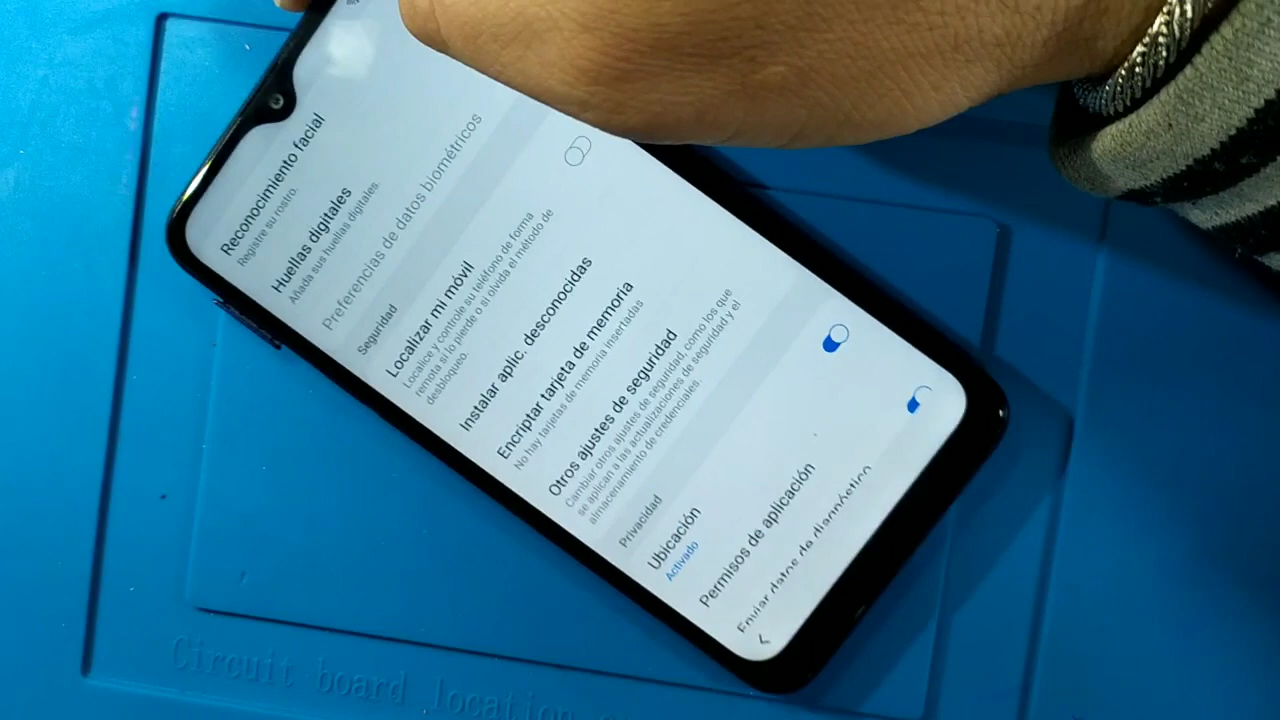 Reconocimiento facial
Registre su rostro.
Huellas digitales
Añada sus huellas digitales.
Preferencias de datos biométricos
Seguridad
Localizar mi móvil
Localice y controle su teléfono de forma
remota si lo pierde o si olvida el método de
desbloqueo.
Instalar aplic. desconocidas
Encriptar tarjeta de memoria
No hay tarjetas de memoria insertadas
Otros ajustes de seguridad
Cambiar otros ajustes de seguridad, como los que
se aplican a las actualizaciones de seguridad y el
almacenamiento de credenciales.
Privacidad
Ubicación
Activado
Permisos de aplicación
Enviar datos de diagnóstico
Circuit board location